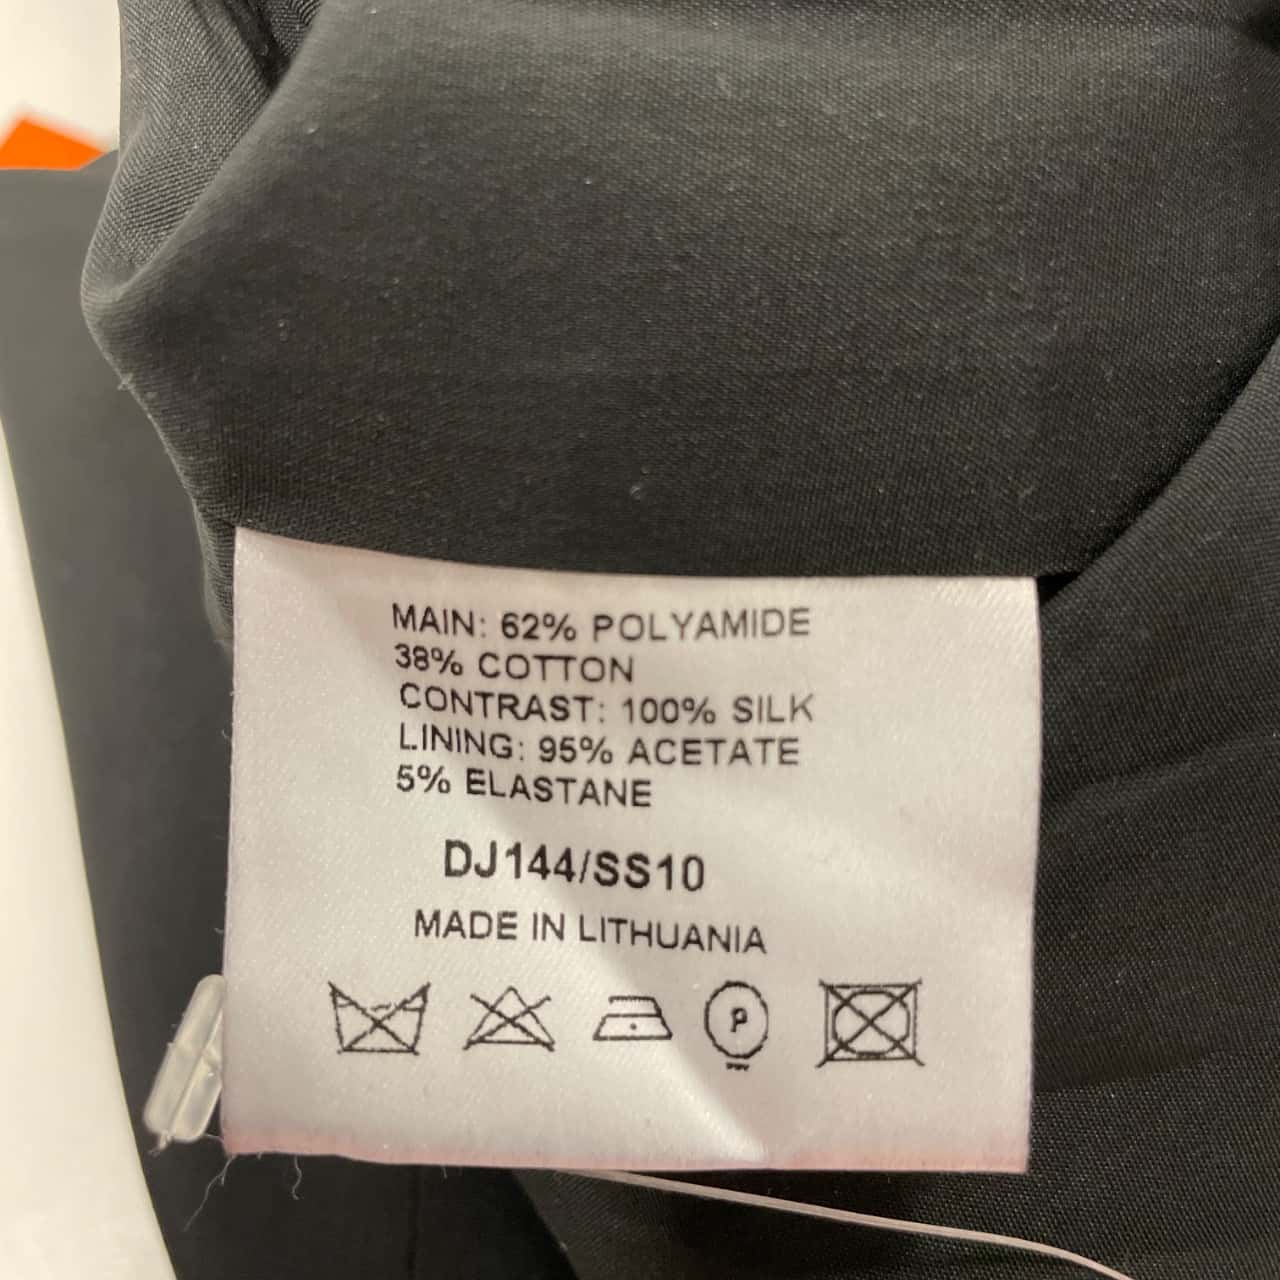 MAIN: 62% POLYAMIDE
38% COTTON
CONTRAST: 100% SILK
LINING: 95% ACETATE
5% ELASTANE
DJ144/SS10
MADE IN LITHUANIA
P